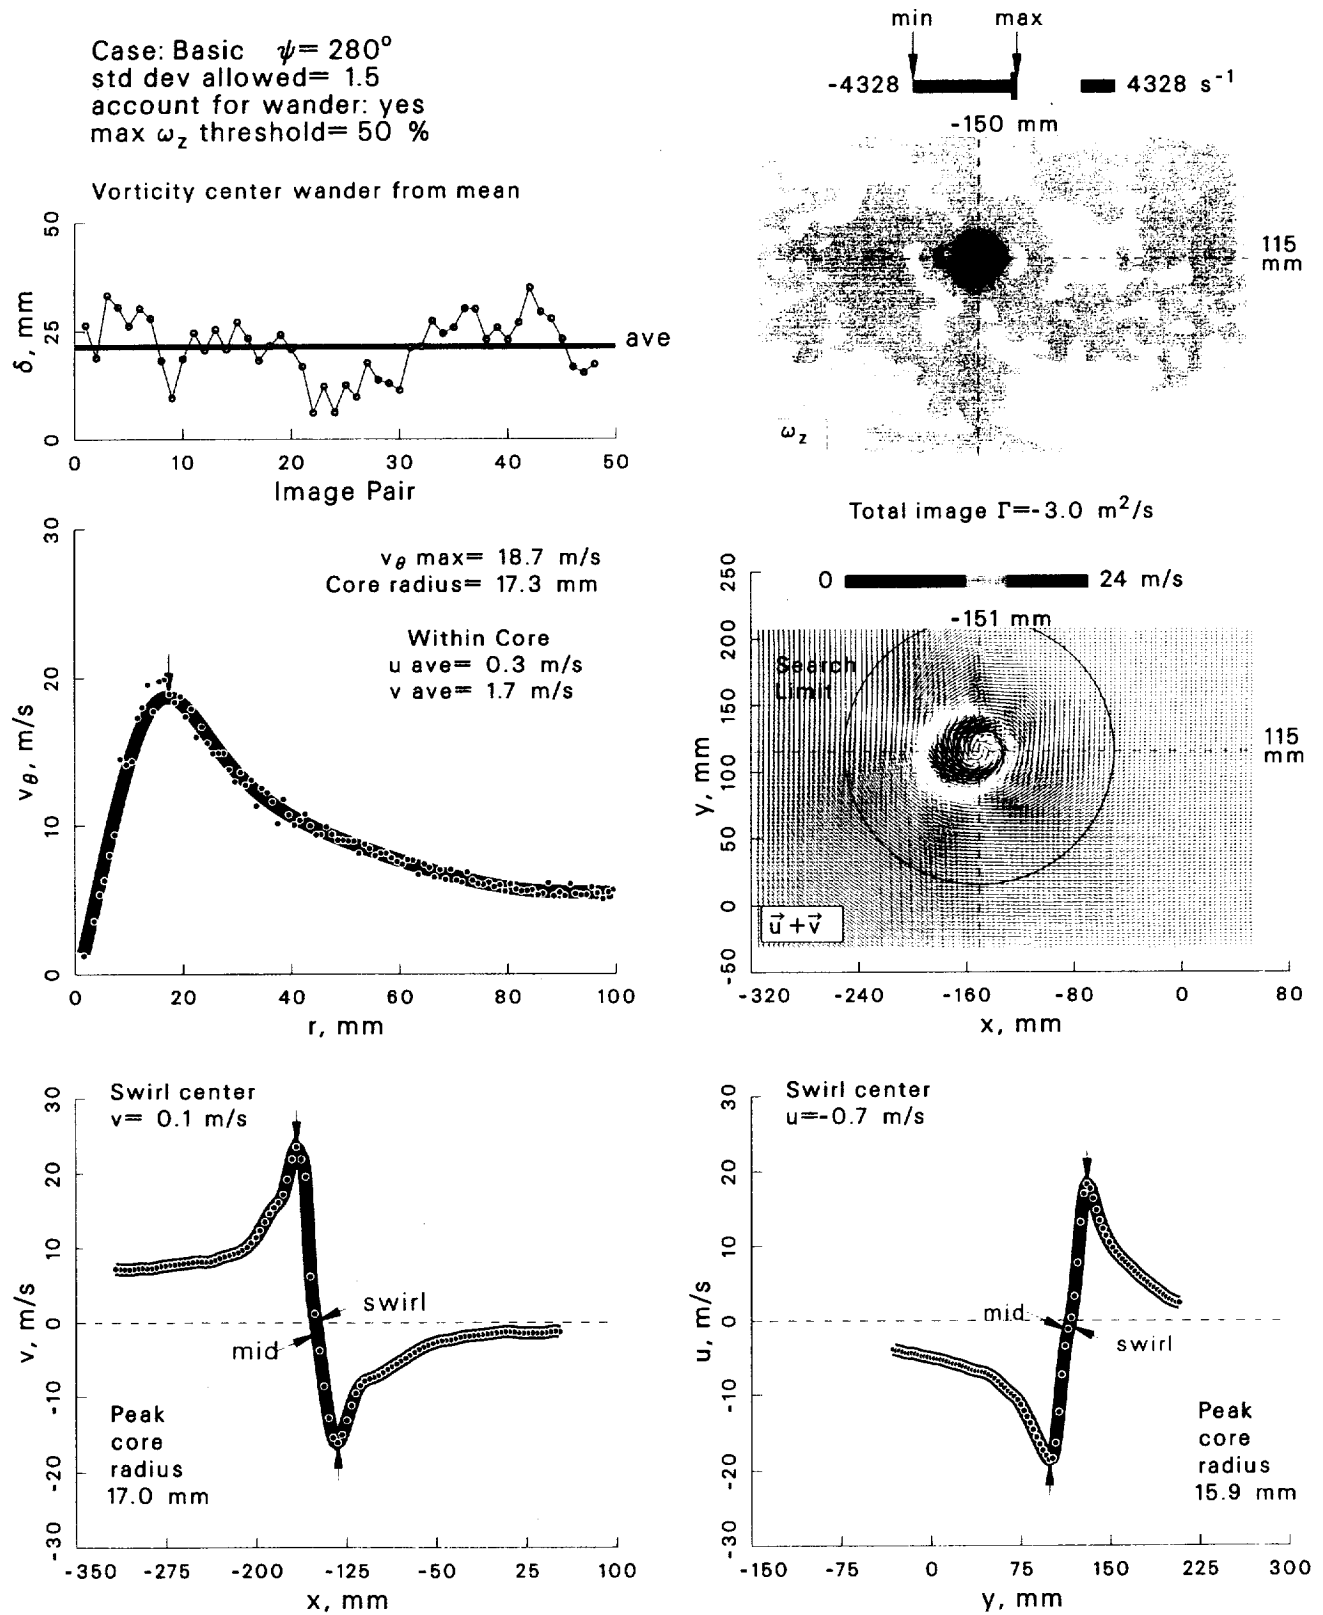 Case: Basic ψ= 280°
std dev allowed= 1.5
account for wander: yes
max ω_z threshold= 50 %
Vorticity center wander from mean
50
25
0
δ, mm
ave
0 10 20 30 40 50
Image Pair
min max
-4328 4328 s⁻¹
-150 mm
115
mm
ω_z
30
20
10
0
v_θ, m/s
v_θ max= 18.7 m/s
Core radius= 17.3 mm
Within Core
u ave= 0.3 m/s
v ave= 1.7 m/s
0 20 40 60 80 100
r, mm
Total image Γ=-3.0 m²/s
0 24 m/s
-151 mm
250
200
150
100
50
0
-50
y, mm
Search
Limit
115
mm
u⃗+v⃗
-320 -240 -160 -80 0 80
x, mm
30
20
10
0
-10
-20
-30
v, m/s
Swirl center
v= 0.1 m/s
swirl
mid
Peak
core
radius
17.0 mm
-350 -275 -200 -125 -50 25 100
x, mm
30
20
10
0
-10
-20
-30
u, m/s
Swirl center
u=-0.7 m/s
mid
swirl
Peak
core
radius
15.9 mm
-150 -75 0 75 150 225 300
y, mm